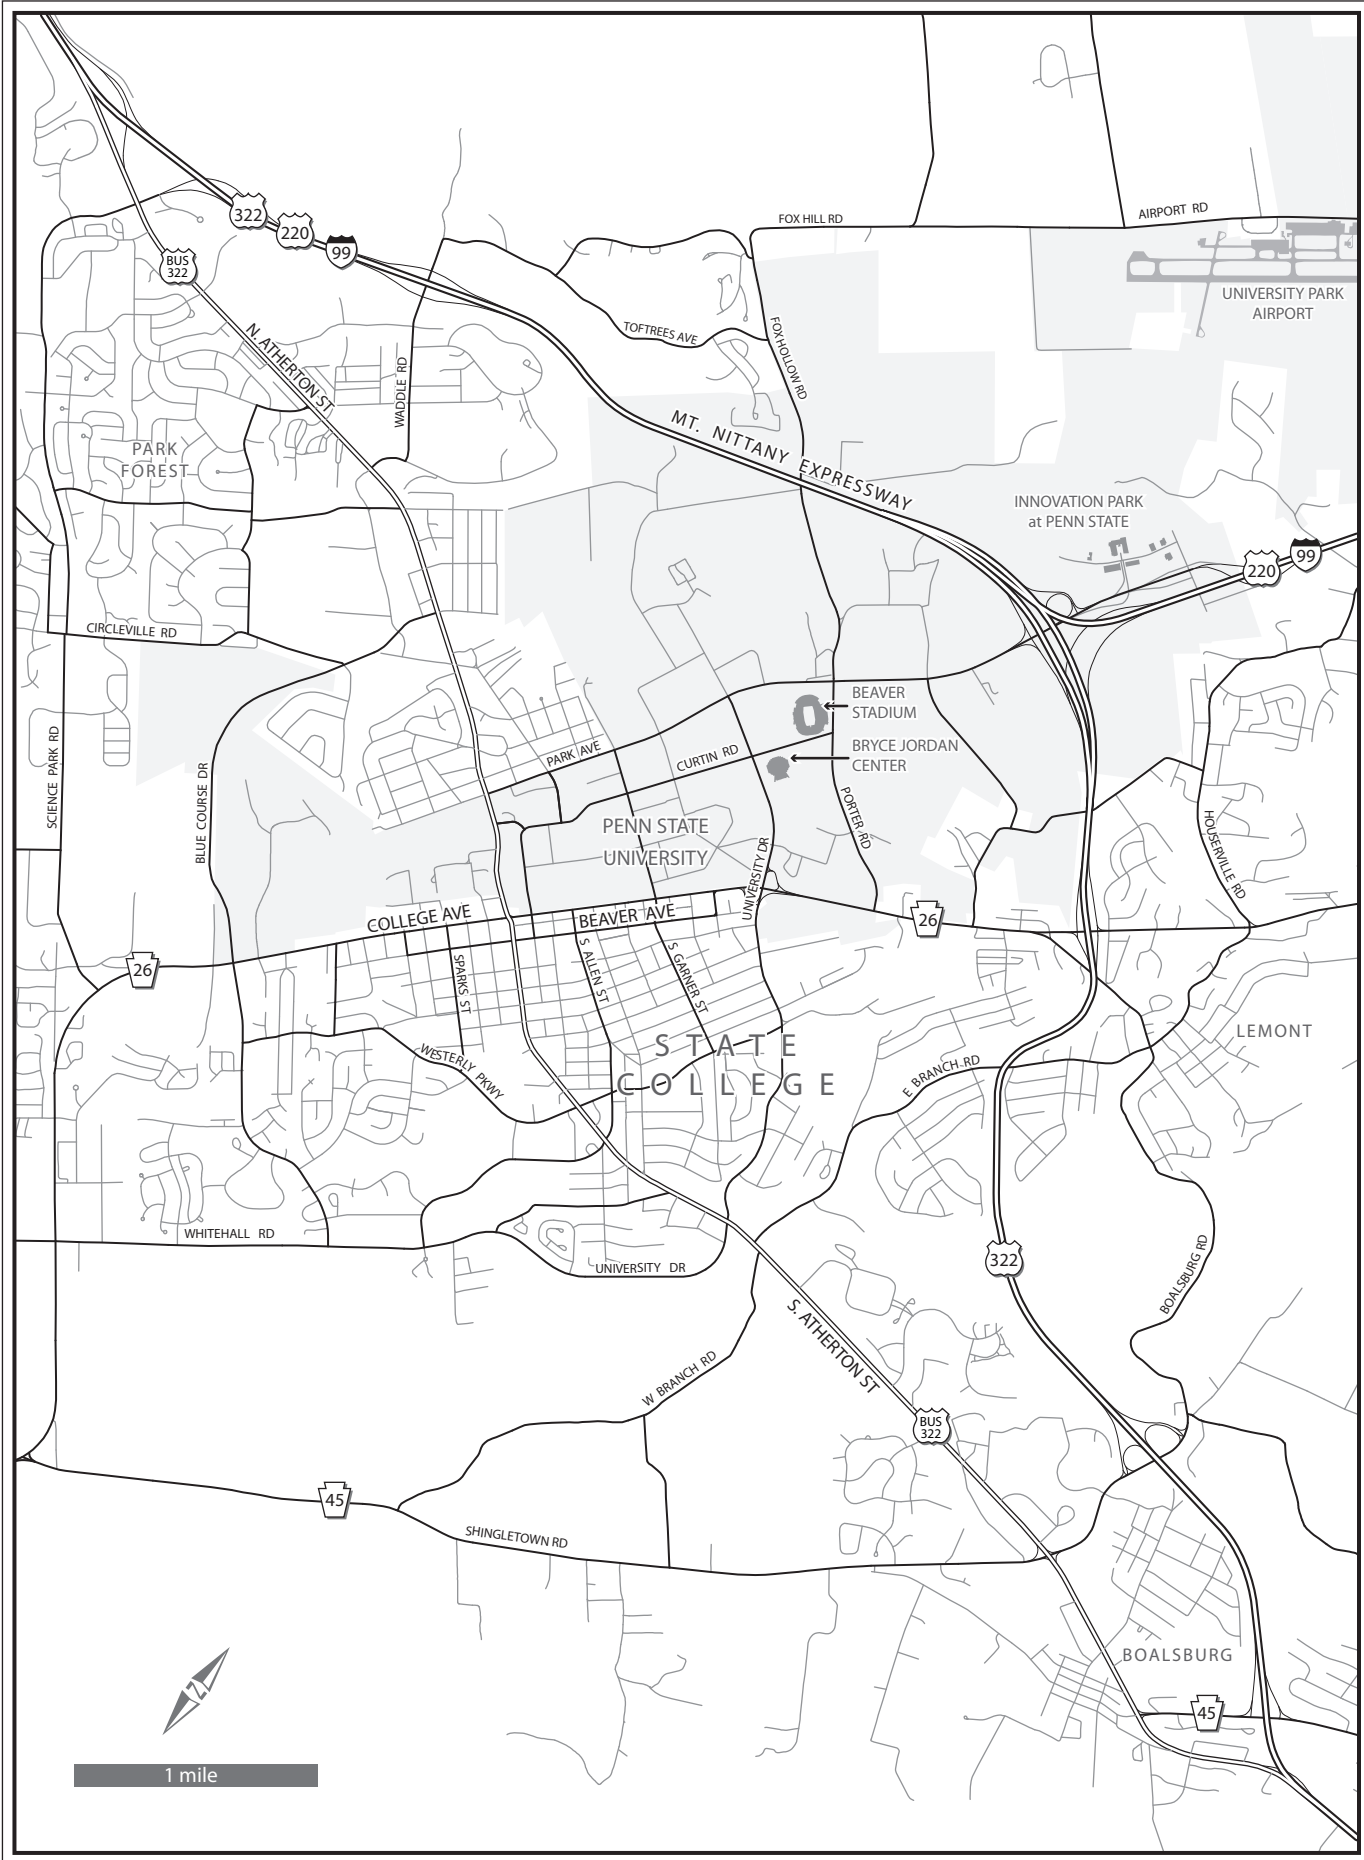 FOX HILL RD
AIRPORT RD
322
220
99
BUS
322
UNIVERSITY PARK
AIRPORT
N. ATHERTON ST
TOFTREES AVE
FOX HOLLOW RD
WADDLE RD
MT. NITTANY EXPRESSWAY
PARK
FOREST
INNOVATION PARK
at PENN STATE
220
99
CIRCLEVILLE RD
BEAVER
STADIUM
BRYCE JORDAN
CENTER
PARK AVE
CURTIN RD
SCIENCE PARK RD
BLUE COURSE DR
PORTER RD
HOUSERVILLE RD
PENN STATE
UNIVERSITY
UNIVERSITY DR
COLLEGE AVE
BEAVER AVE
26
26
SPARKS ST
S ALLEN ST
S GARNER ST
STATE
COLLEGE
LEMONT
WESTERLY PKWY
E BRANCH RD
WHITEHALL RD
UNIVERSITY DR
322
BOALSBURG RD
S. ATHERTON ST
W BRANCH RD
BUS
322
45
SHINGLETOWN RD
BOALSBURG
45
N
1 mile